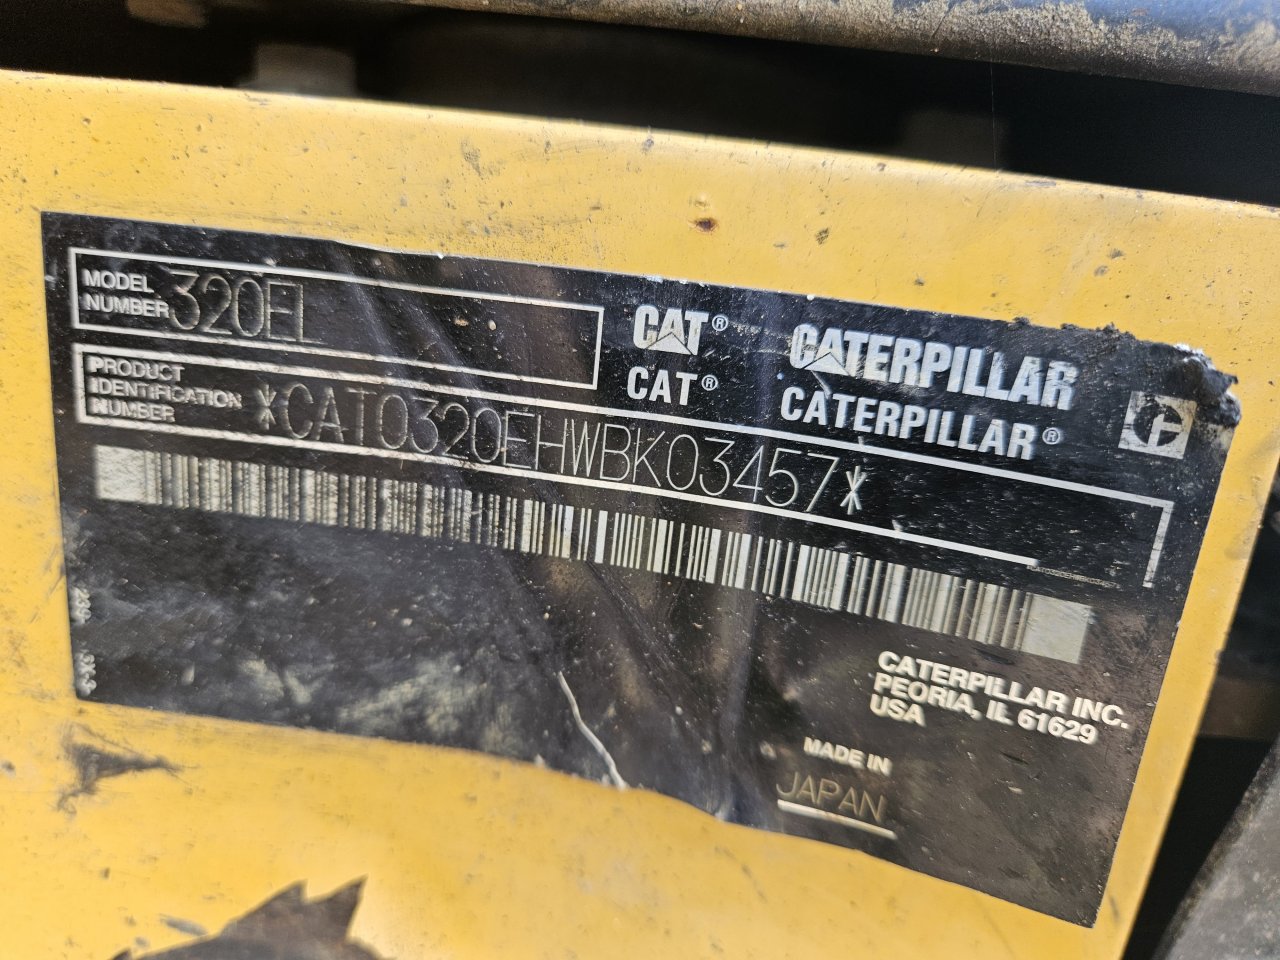 MODEL
NUMBER 320EL
PRODUCT
IDENTIFICATION
NUMBER *CAT0320EHWBK03457*
CAT® CATERPILLAR
CAT® CATERPILLAR®
CATERPILLAR INC.
PEORIA, IL 61629
USA
MADE IN
JAPAN